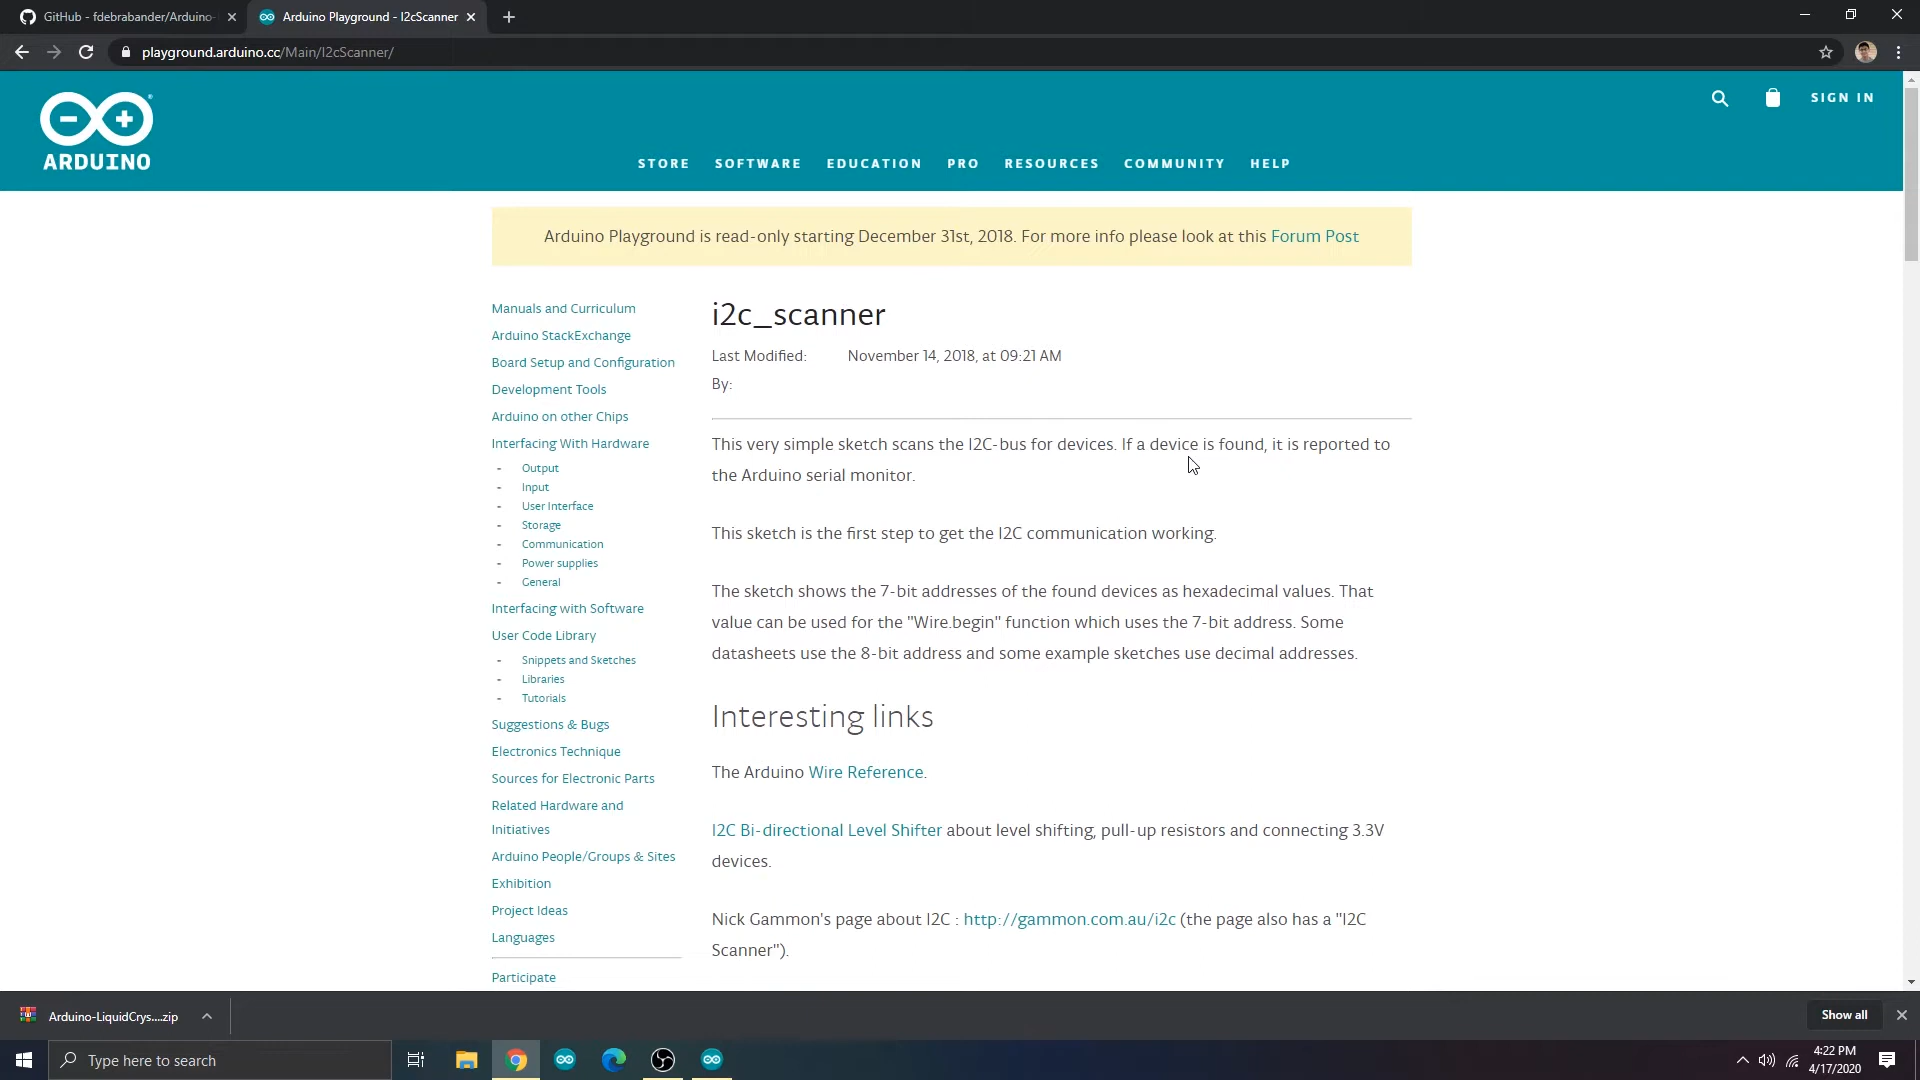 GitHub - fdebrabander/Arduino-
Arduino Playground - I2cScanner
playground.arduino.cc/Main/I2cScanner/
SIGN IN
ARDUINO
STORE SOFTWARE EDUCATION PRO RESOURCES COMMUNITY HELP
Arduino Playground is read-only starting December 31st, 2018. For more info please look at this Forum Post
Manuals and Curriculum
Arduino StackExchange
Board Setup and Configuration
Development Tools
Arduino on other Chips
Interfacing With Hardware
- Output
- Input
- User Interface
- Storage
- Communication
- Power supplies
- General
Interfacing with Software
User Code Library
- Snippets and Sketches
- Libraries
- Tutorials
Suggestions & Bugs
Electronics Technique
Sources for Electronic Parts
Related Hardware and
Initiatives
Arduino People/Groups & Sites
Exhibition
Project Ideas
Languages
Participate
i2c_scanner
Last Modified: November 14, 2018, at 09:21 AM
By:
This very simple sketch scans the I2C-bus for devices. If a device is found, it is reported to
the Arduino serial monitor.
This sketch is the first step to get the I2C communication working.
The sketch shows the 7-bit addresses of the found devices as hexadecimal values. That
value can be used for the "Wire.begin" function which uses the 7-bit address. Some
datasheets use the 8-bit address and some example sketches use decimal addresses.
Interesting links
The Arduino Wire Reference.
I2C Bi-directional Level Shifter about level shifting, pull-up resistors and connecting 3.3V
devices.
Nick Gammon's page about I2C : http://gammon.com.au/i2c (the page also has a "I2C
Scanner").
Arduino-LiquidCrys....zip
Show all
Type here to search
4:22 PM
4/17/2020